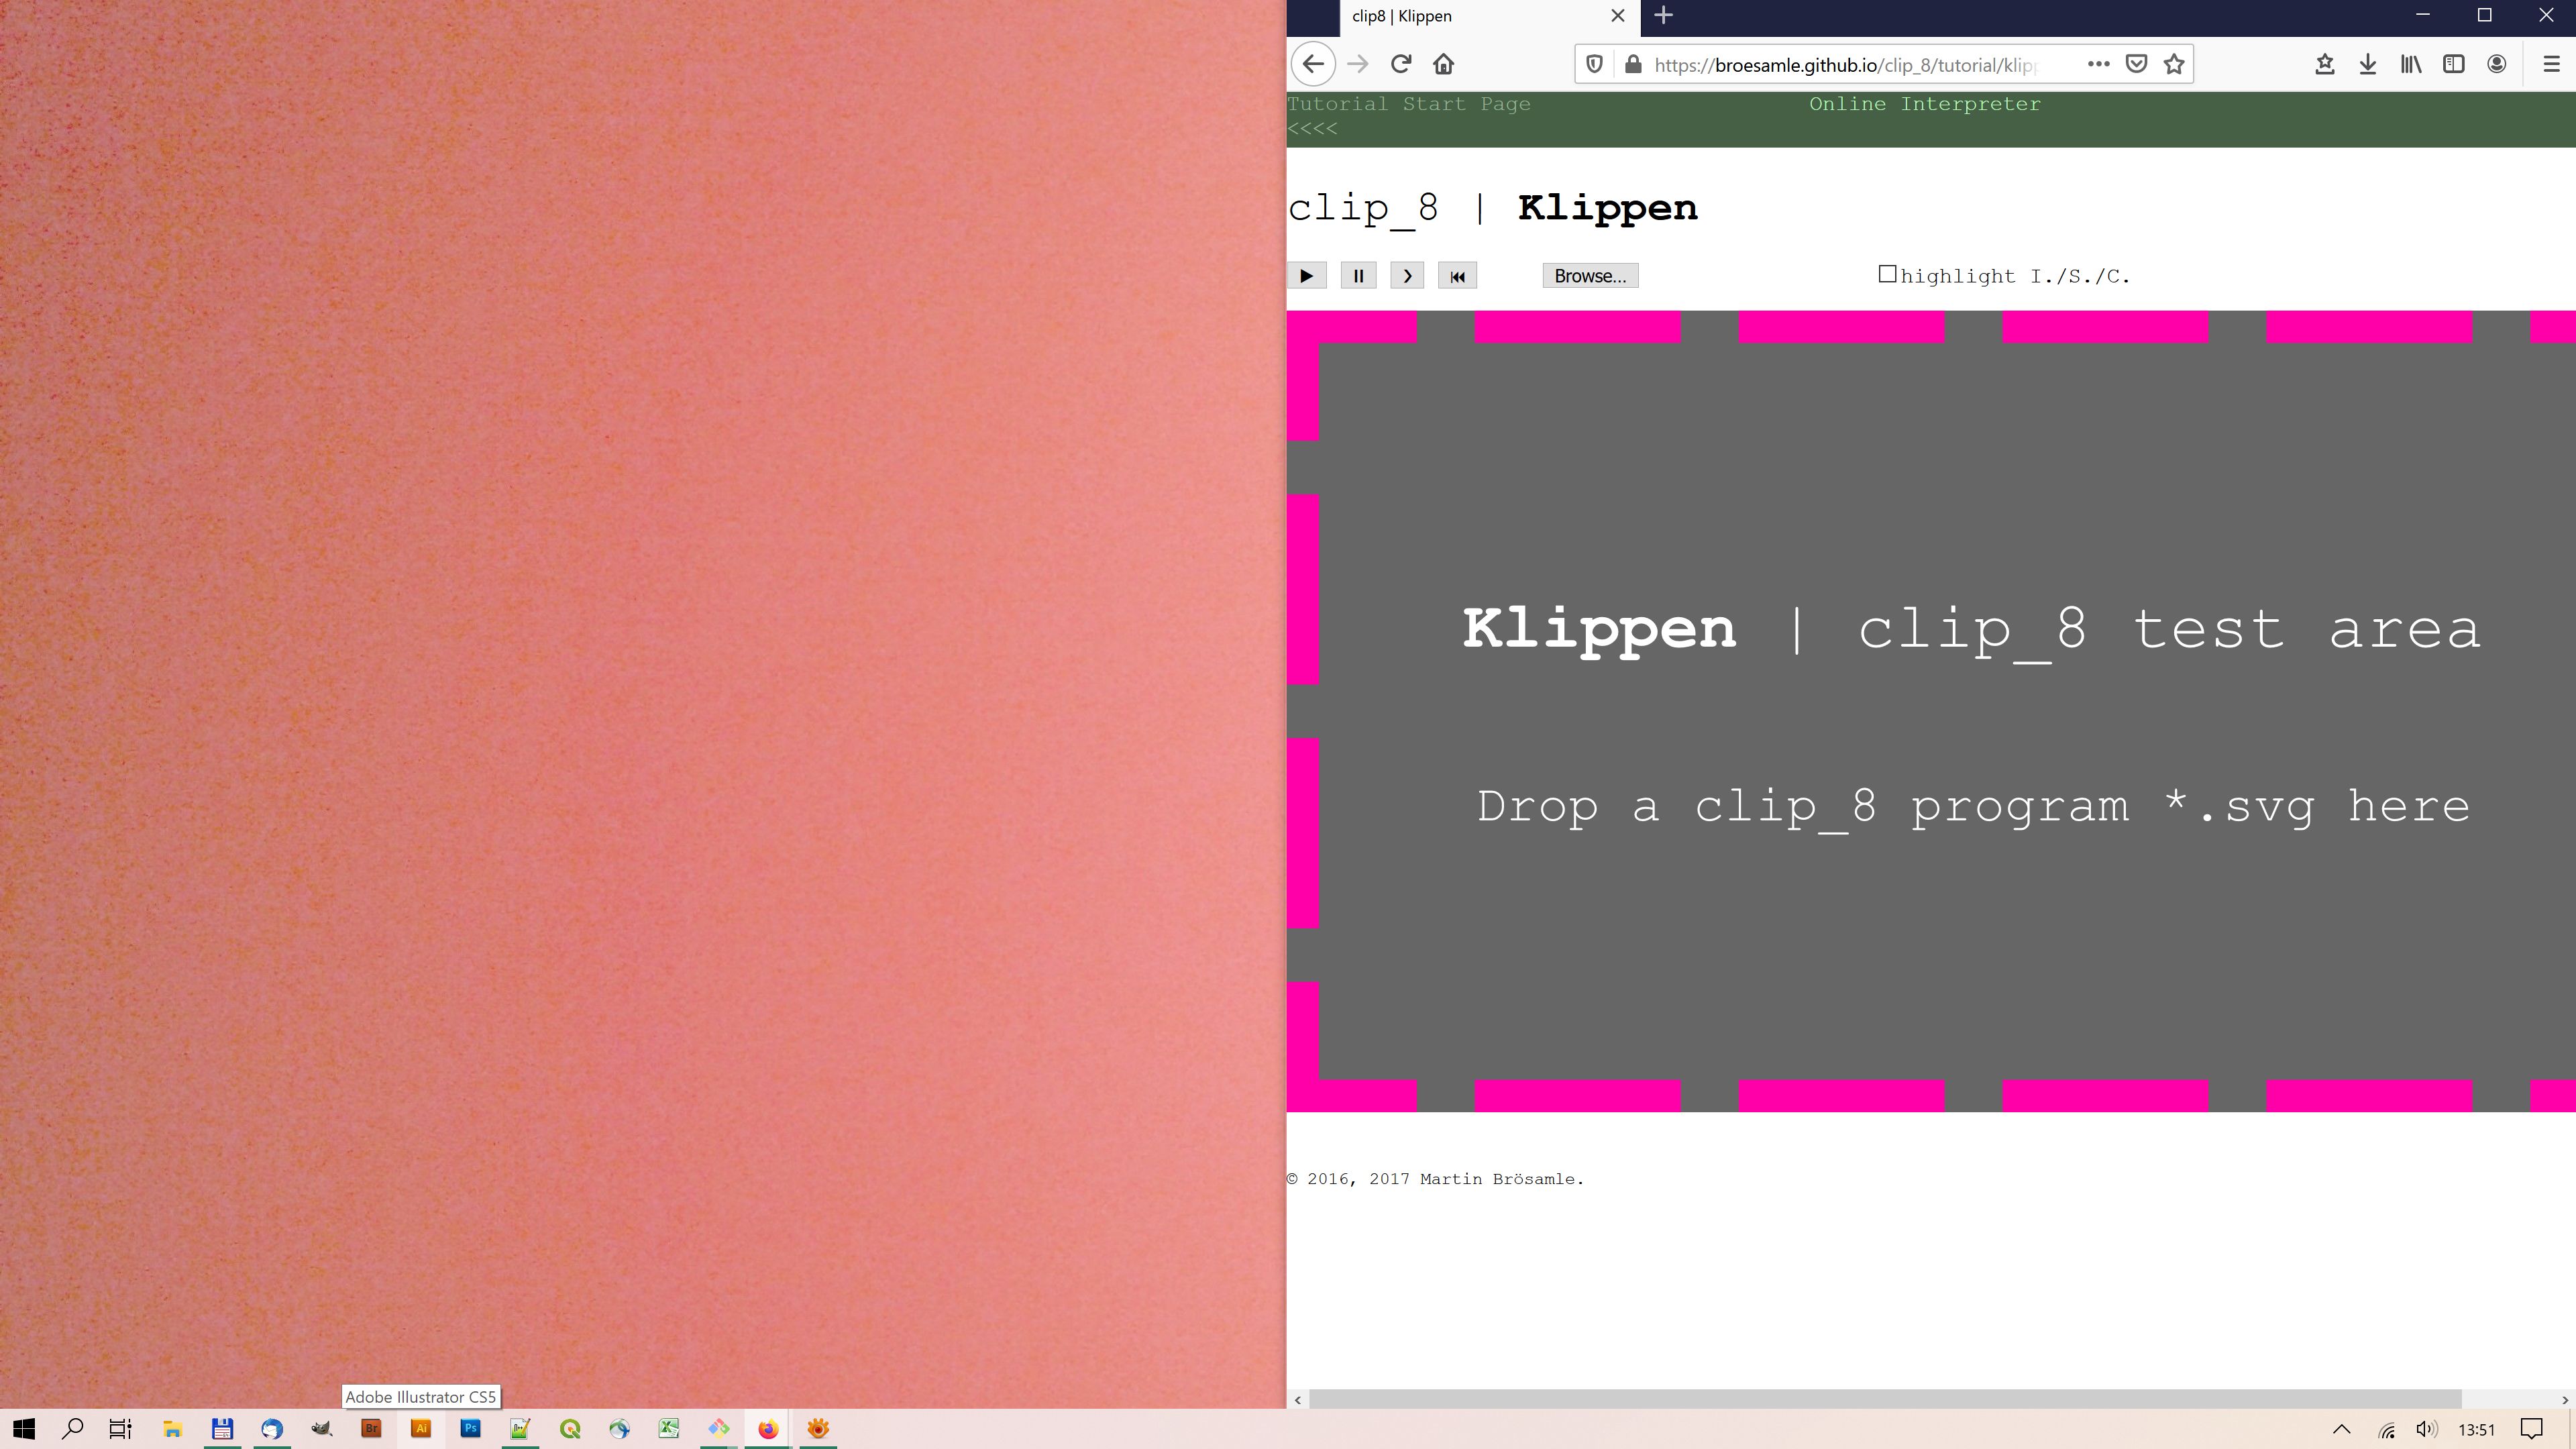 clip8 | Klippen
https://broesamle.github.io/clip_8/tutorial/klip
Tutorial Start Page
Online Interpreter
<<<<
clip_8 | Klippen
Browse...
highlight I./S./C.
Klippen | clip_8 test area
Drop a clip_8 program *.svg here
© 2016, 2017 Martin Brösamle.
Adobe Illustrator CS5
Br
Ai
Ps
13:51